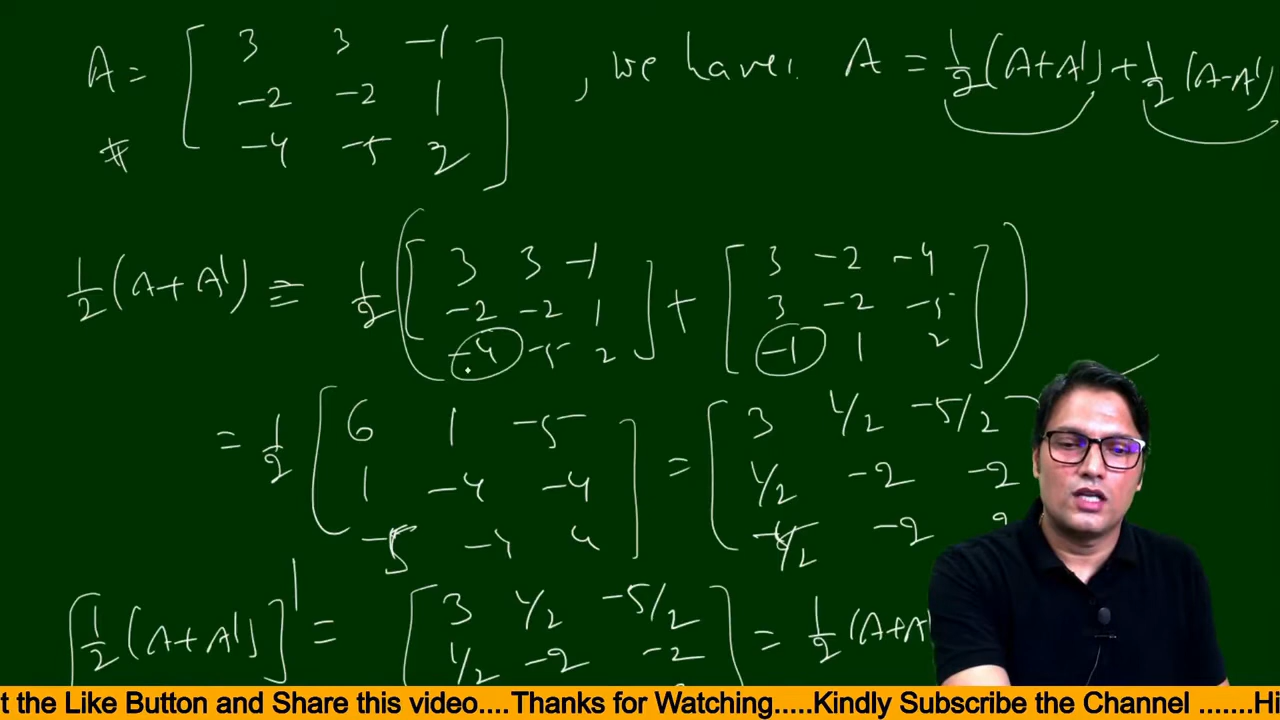 A = [ 3 3 -1 , we have: A = 1/2 (A+A') + 1/2 (A-A')
-2 -2 1
* -4 -5 2 ]
1/2 (A+A') = 1/2 ( [ 3 3 -1 ] + [ 3 -2 -4 ] )
-2 -2 1 3 -2 -5
-4 -5 2 -1 1 2
= 1/2 [ 6 1 -5 ] = [ 3 1/2 -5/2
1 -4 -4 1/2 -2 -2
-5 -4 4 -5/2 -2
[ 1/2 (A+A') ]' = [ 3 1/2 -5/2 ] = 1/2 (A+A'
1/2 -2 -2
t the Like Button and Share this video....Thanks for Watching.....Kindly Subscribe the Channel .......Hi